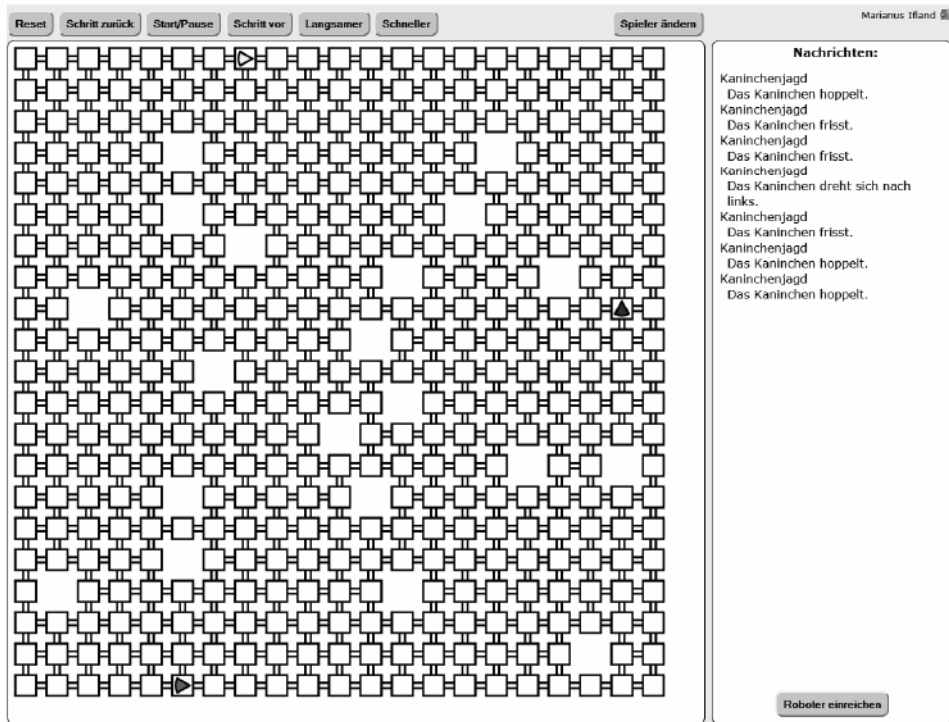 Reset Schritt zurück Start/Pause Schritt vor Langsamer Schneller Spieler ändern
Marianus Ifland
Nachrichten:
Kaninchenjagd
Das Kaninchen hoppelt.
Kaninchenjagd
Das Kaninchen frisst.
Kaninchenjagd
Das Kaninchen frisst.
Kaninchenjagd
Das Kaninchen dreht sich nach
links.
Kaninchenjagd
Das Kaninchen frisst.
Kaninchenjagd
Das Kaninchen hoppelt.
Kaninchenjagd
Das Kaninchen hoppelt.
Roboter einreichen